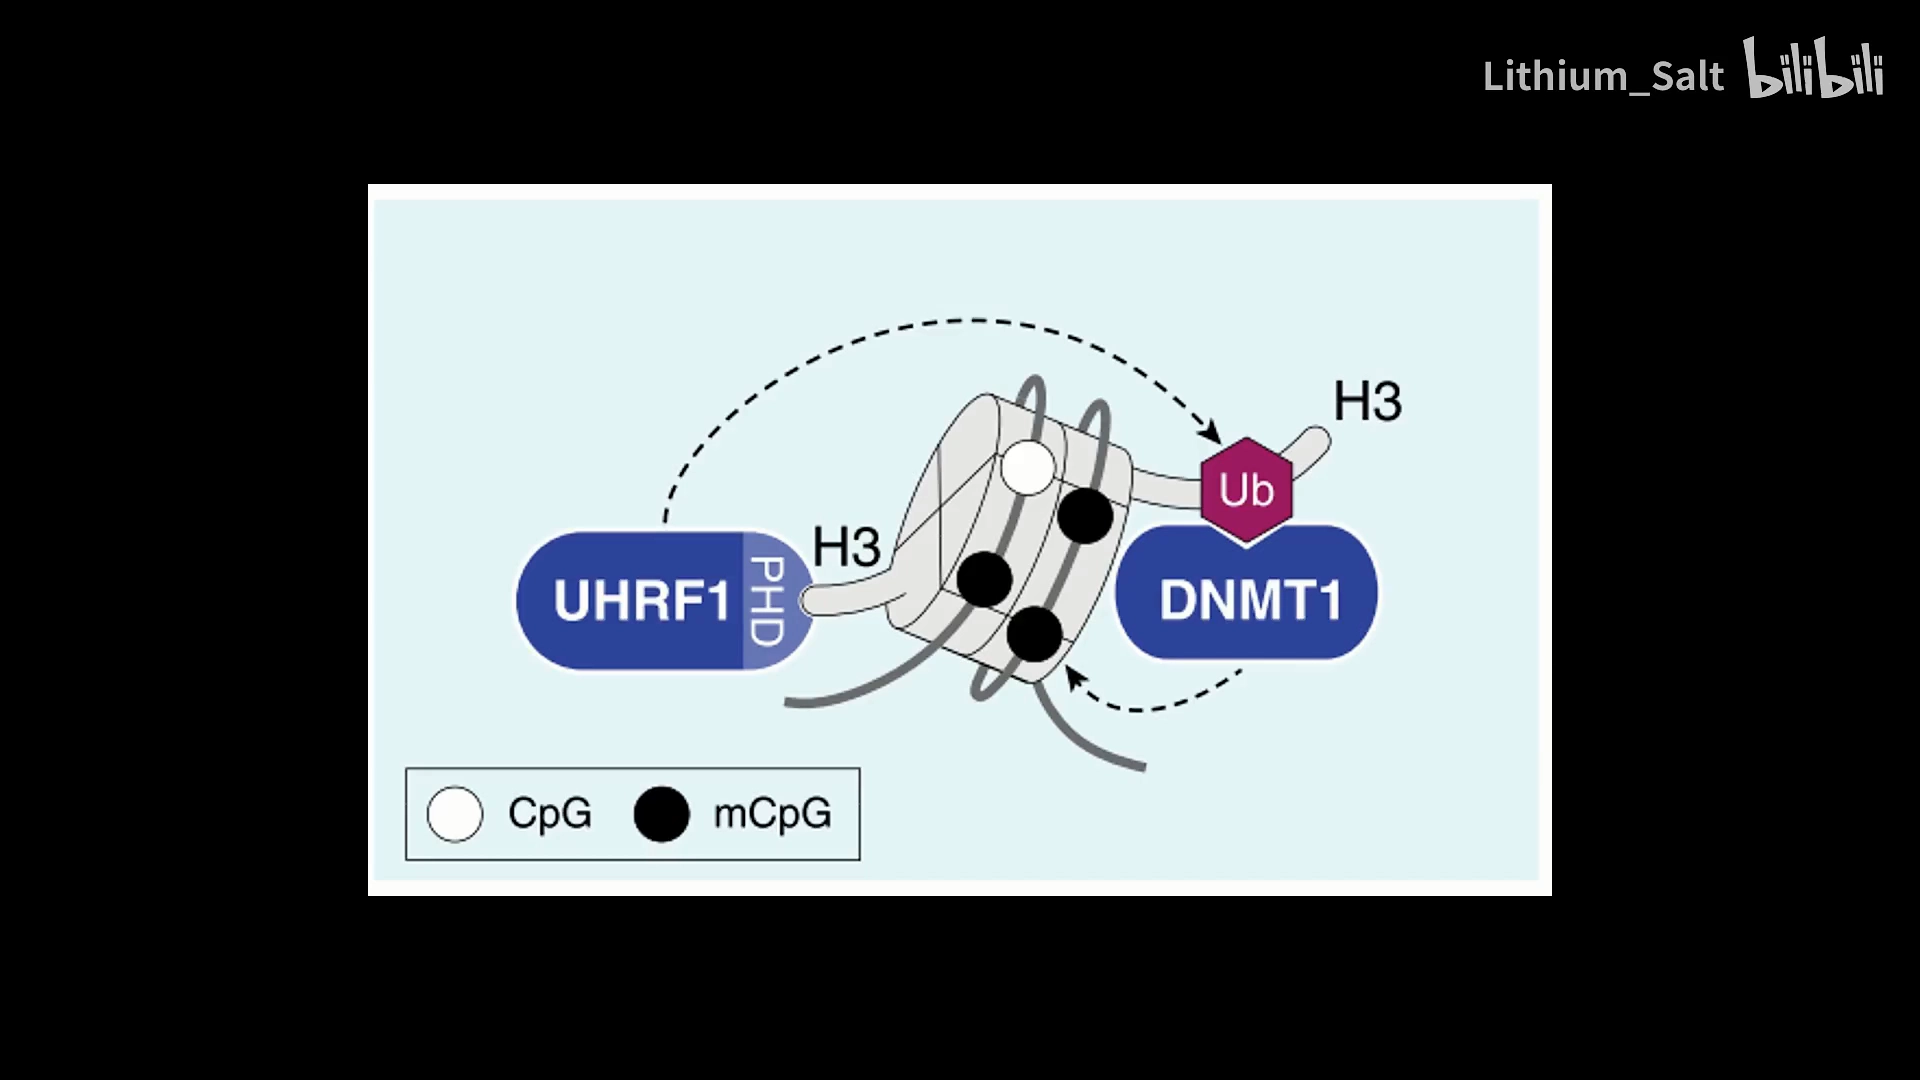 Lithium_Salt bilibili
H3
Ub
H3
UHRF1 PHD
DNMT1
CpG mCpG